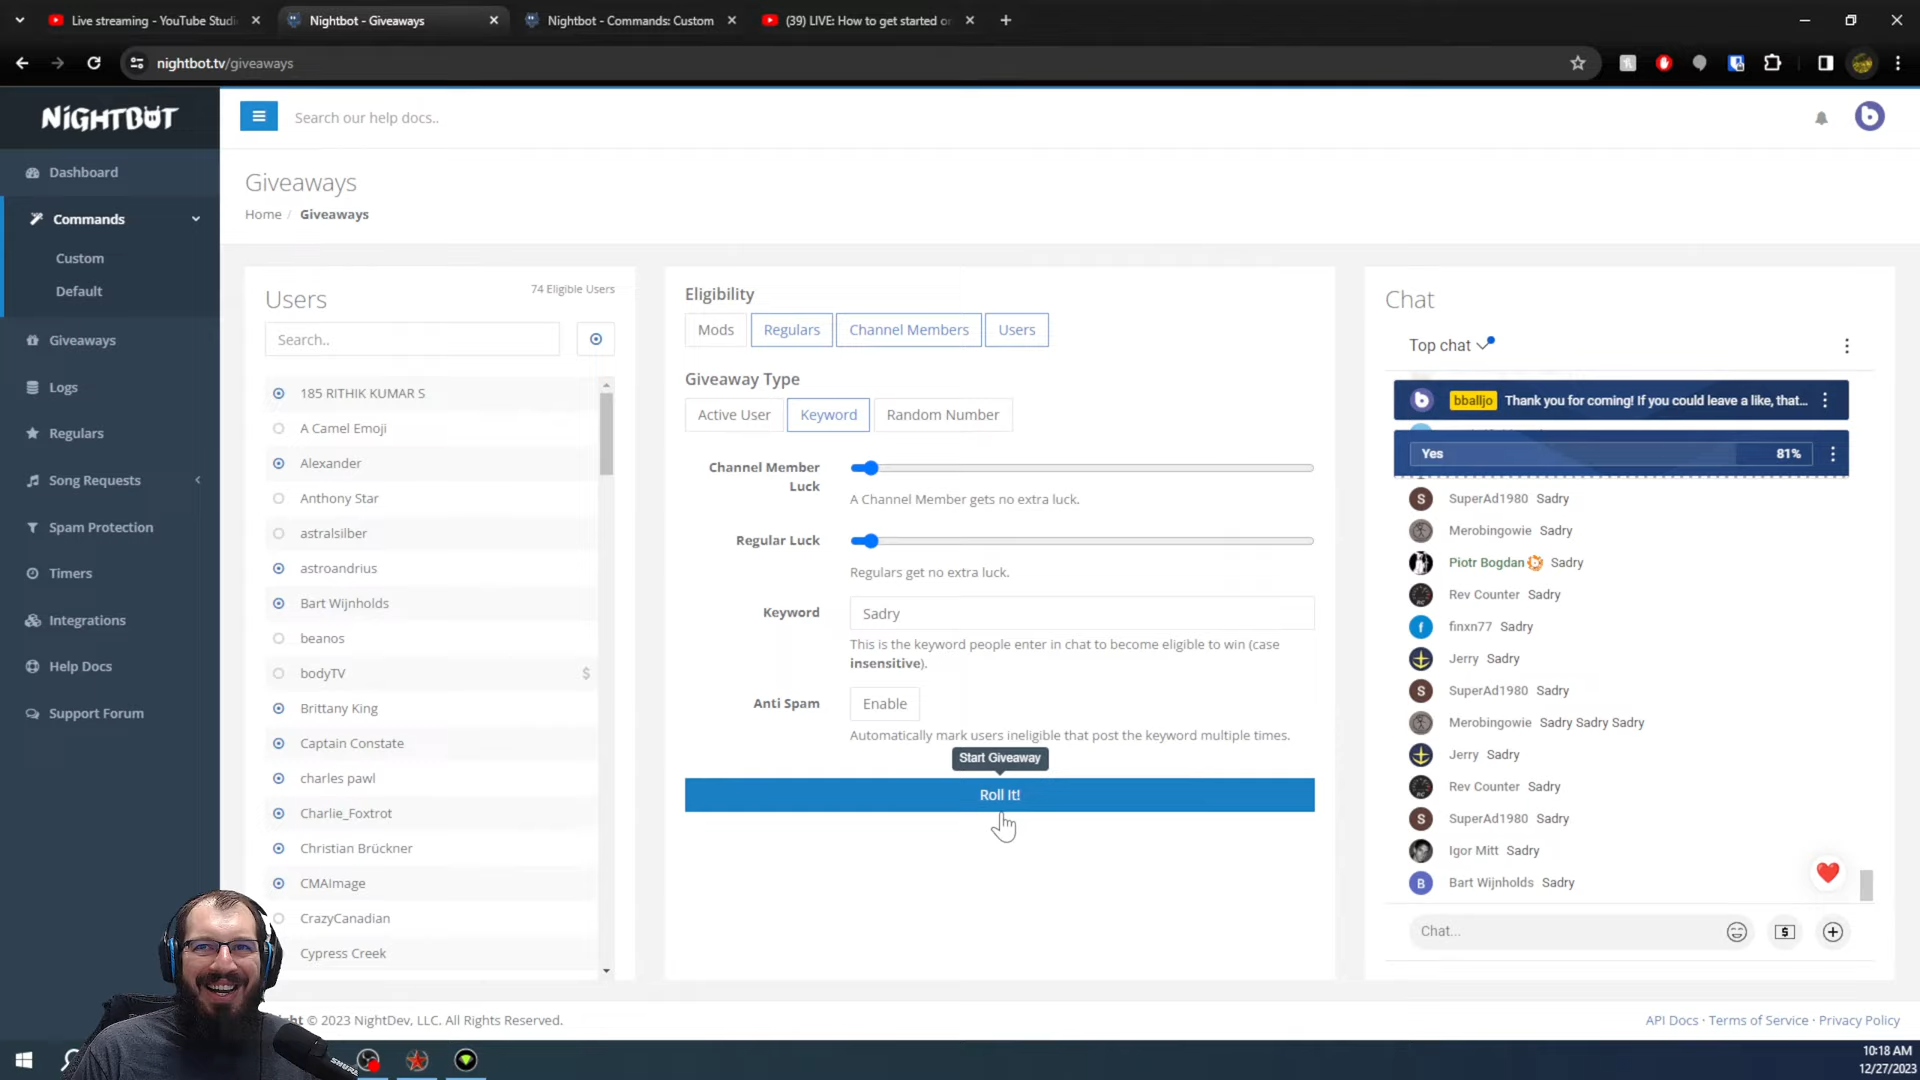 Live streaming - YouTube Studi
Nightbot - Giveaways
Nightbot - Commands: Custom
(39) LIVE: How to get started o
nightbot.tv/giveaways
NiGHTBOT
Search our help docs..
Dashboard
Commands
Custom
Default
Giveaways
Logs
Regulars
Song Requests
Spam Protection
Timers
Integrations
Help Docs
Support Forum
Giveaways
Home / Giveaways
Users
74 Eligible Users
Search..
185 RITHIK KUMAR S
A Camel Emoji
Alexander
Anthony Star
astralsilber
astroandrius
Bart Wijnholds
beanos
bodyTV $
Brittany King
Captain Constate
charles pawl
Charlie_Foxtrot
Christian Brückner
CMAImage
CrazyCanadian
Cypress Creek
Eligibility
Mods Regulars Channel Members Users
Giveaway Type
Active User Keyword Random Number
Channel Member
Luck
A Channel Member gets no extra luck.
Regular Luck
Regulars get no extra luck.
Keyword
Sadry
This is the keyword people enter in chat to become eligible to win (case
insensitive).
Anti Spam
Enable
Automatically mark users ineligible that post the keyword multiple times.
Start Giveaway
Roll It!
Chat
Top chat
bballjo Thank you for coming! If you could leave a like, that...
Yes 81%
S SuperAd1980 Sadry
Merobingowie Sadry
Piotr Bogdan Sadry
Rev Counter Sadry
f finxn77 Sadry
Jerry Sadry
S SuperAd1980 Sadry
Merobingowie Sadry Sadry Sadry
Jerry Sadry
Rev Counter Sadry
S SuperAd1980 Sadry
Igor Mitt Sadry
B Bart Wijnholds Sadry
Chat...
© 2023 NightDev, LLC. All Rights Reserved.
API Docs · Terms of Service · Privacy Policy
10:18 AM
12/27/2023